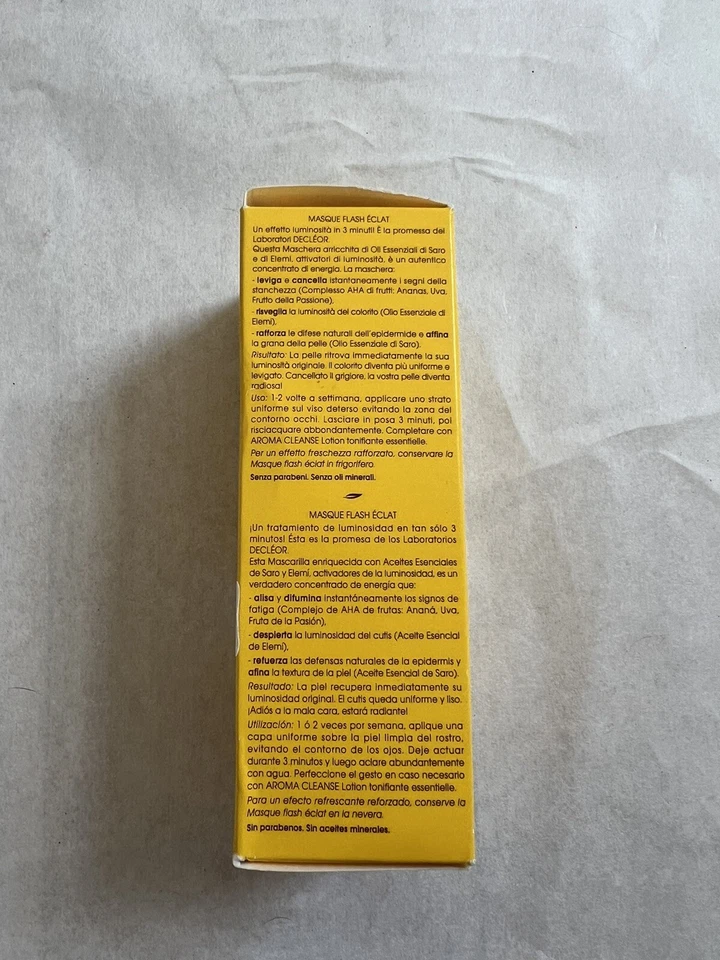 MASQUE FLASH ÉCLAT
Un effetto luminosità in 3 minuti! È la promessa dei
Laboratori DECLÉOR.
Questa Maschera arricchita di Oli Essenziali di Saro
e di Elemi, attivatori di luminosità, è un autentico
concentrato di energia. La maschera:
- leviga e cancella istantaneamente i segni della
stanchezza (Complesso AHA di frutti: Ananas, Uva,
Frutto della Passione),
- risveglia la luminosità del colorito (Olio Essenziale di
Elemi),
- rafforza le difese naturali dell'epidermide e affina
la grana della pelle (Olio Essenziale di Saro).
Risultato: La pelle ritrova immediatamente la sua
luminosità originale. Il colorito diventa più uniforme e
levigato. Cancellato il grigiore, la vostra pelle diventa
radiosa!
Uso: 1-2 volte a settimana, applicare uno strato
uniforme sul viso deterso evitando la zona del
contorno occhi. Lasciare in posa 3 minuti, poi
risciacquare abbondantemente. Completare con
AROMA CLEANSE Lotion tonifiante essentielle.
Per un effetto freschezza rafforzato, conservare la
Masque flash éclat in frigorifero.
Senza parabeni. Senza oli minerali.
MASQUE FLASH ÉCLAT
¡Un tratamiento de luminosidad en tan sólo 3
minutos! Ésta es la promesa de los Laboratorios
DECLÉOR.
Esta Mascarilla enriquecida con Aceites Esenciales
de Saro y Elemí, activadores de la luminosidad, es un
verdadero concentrado de energía que:
- alisa y difumina instantáneamente los signos de
fatiga (Complejo de AHA de frutas: Ananá, Uva,
Fruta de la Pasión),
- despierta la luminosidad del cutis (Aceite Esencial
de Elemí),
- refuerza las defensas naturales de la epidermis y
afina la textura de la piel (Aceite Esencial de Saro).
Resultado: La piel recupera inmediatamente su
luminosidad original. El cutis queda uniforme y liso.
¡Adiós a la mala cara, estará radiante!
Utilización: 1 ó 2 veces por semana, aplique una
capa uniforme sobre la piel limpia del rostro,
evitando el contorno de los ojos. Deje actuar
durante 3 minutos y luego aclare abundantemente
con agua. Perfeccione el gesto en caso necesario
con AROMA CLEANSE Lotion tonifiante essentielle.
Para un efecto refrescante reforzado, conserve la
Masque flash éclat en la nevera.
Sin parabenos. Sin aceites minerales.